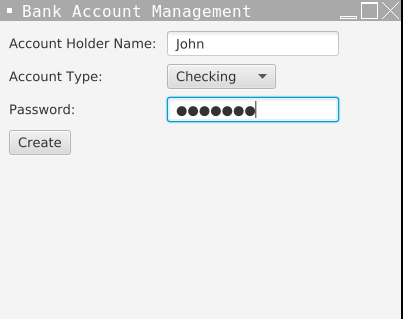 Bank Account Management
Account Holder Name: John
Account Type: Checking
Password: ●●●●●●●
Create